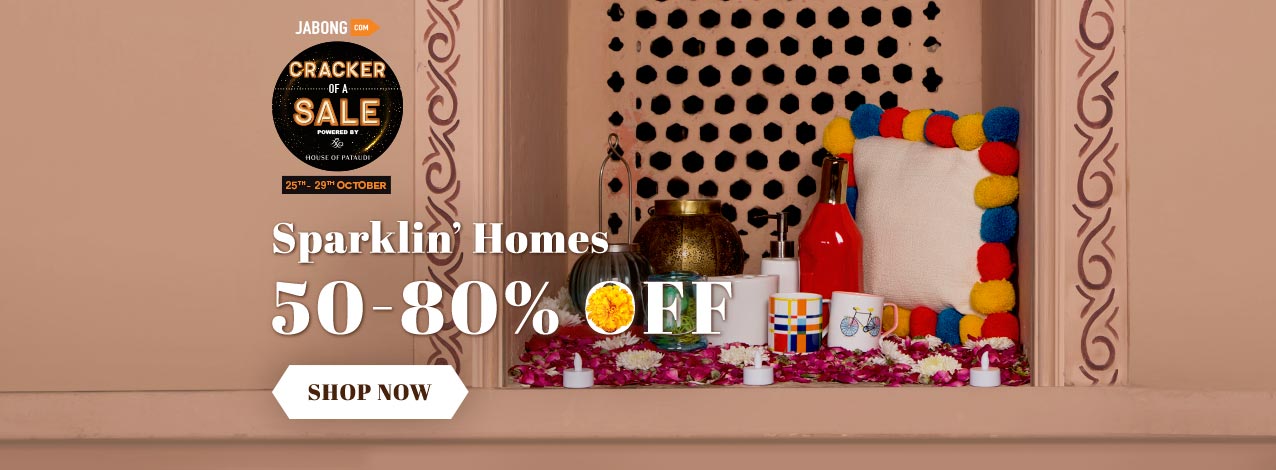 JABONG COM
CRACKER
OF A
SALE
POWERED BY
HOUSE OF PATAUDI
25TH - 29TH OCTOBER
Sparklin' Homes
50-80% OFF
SHOP NOW